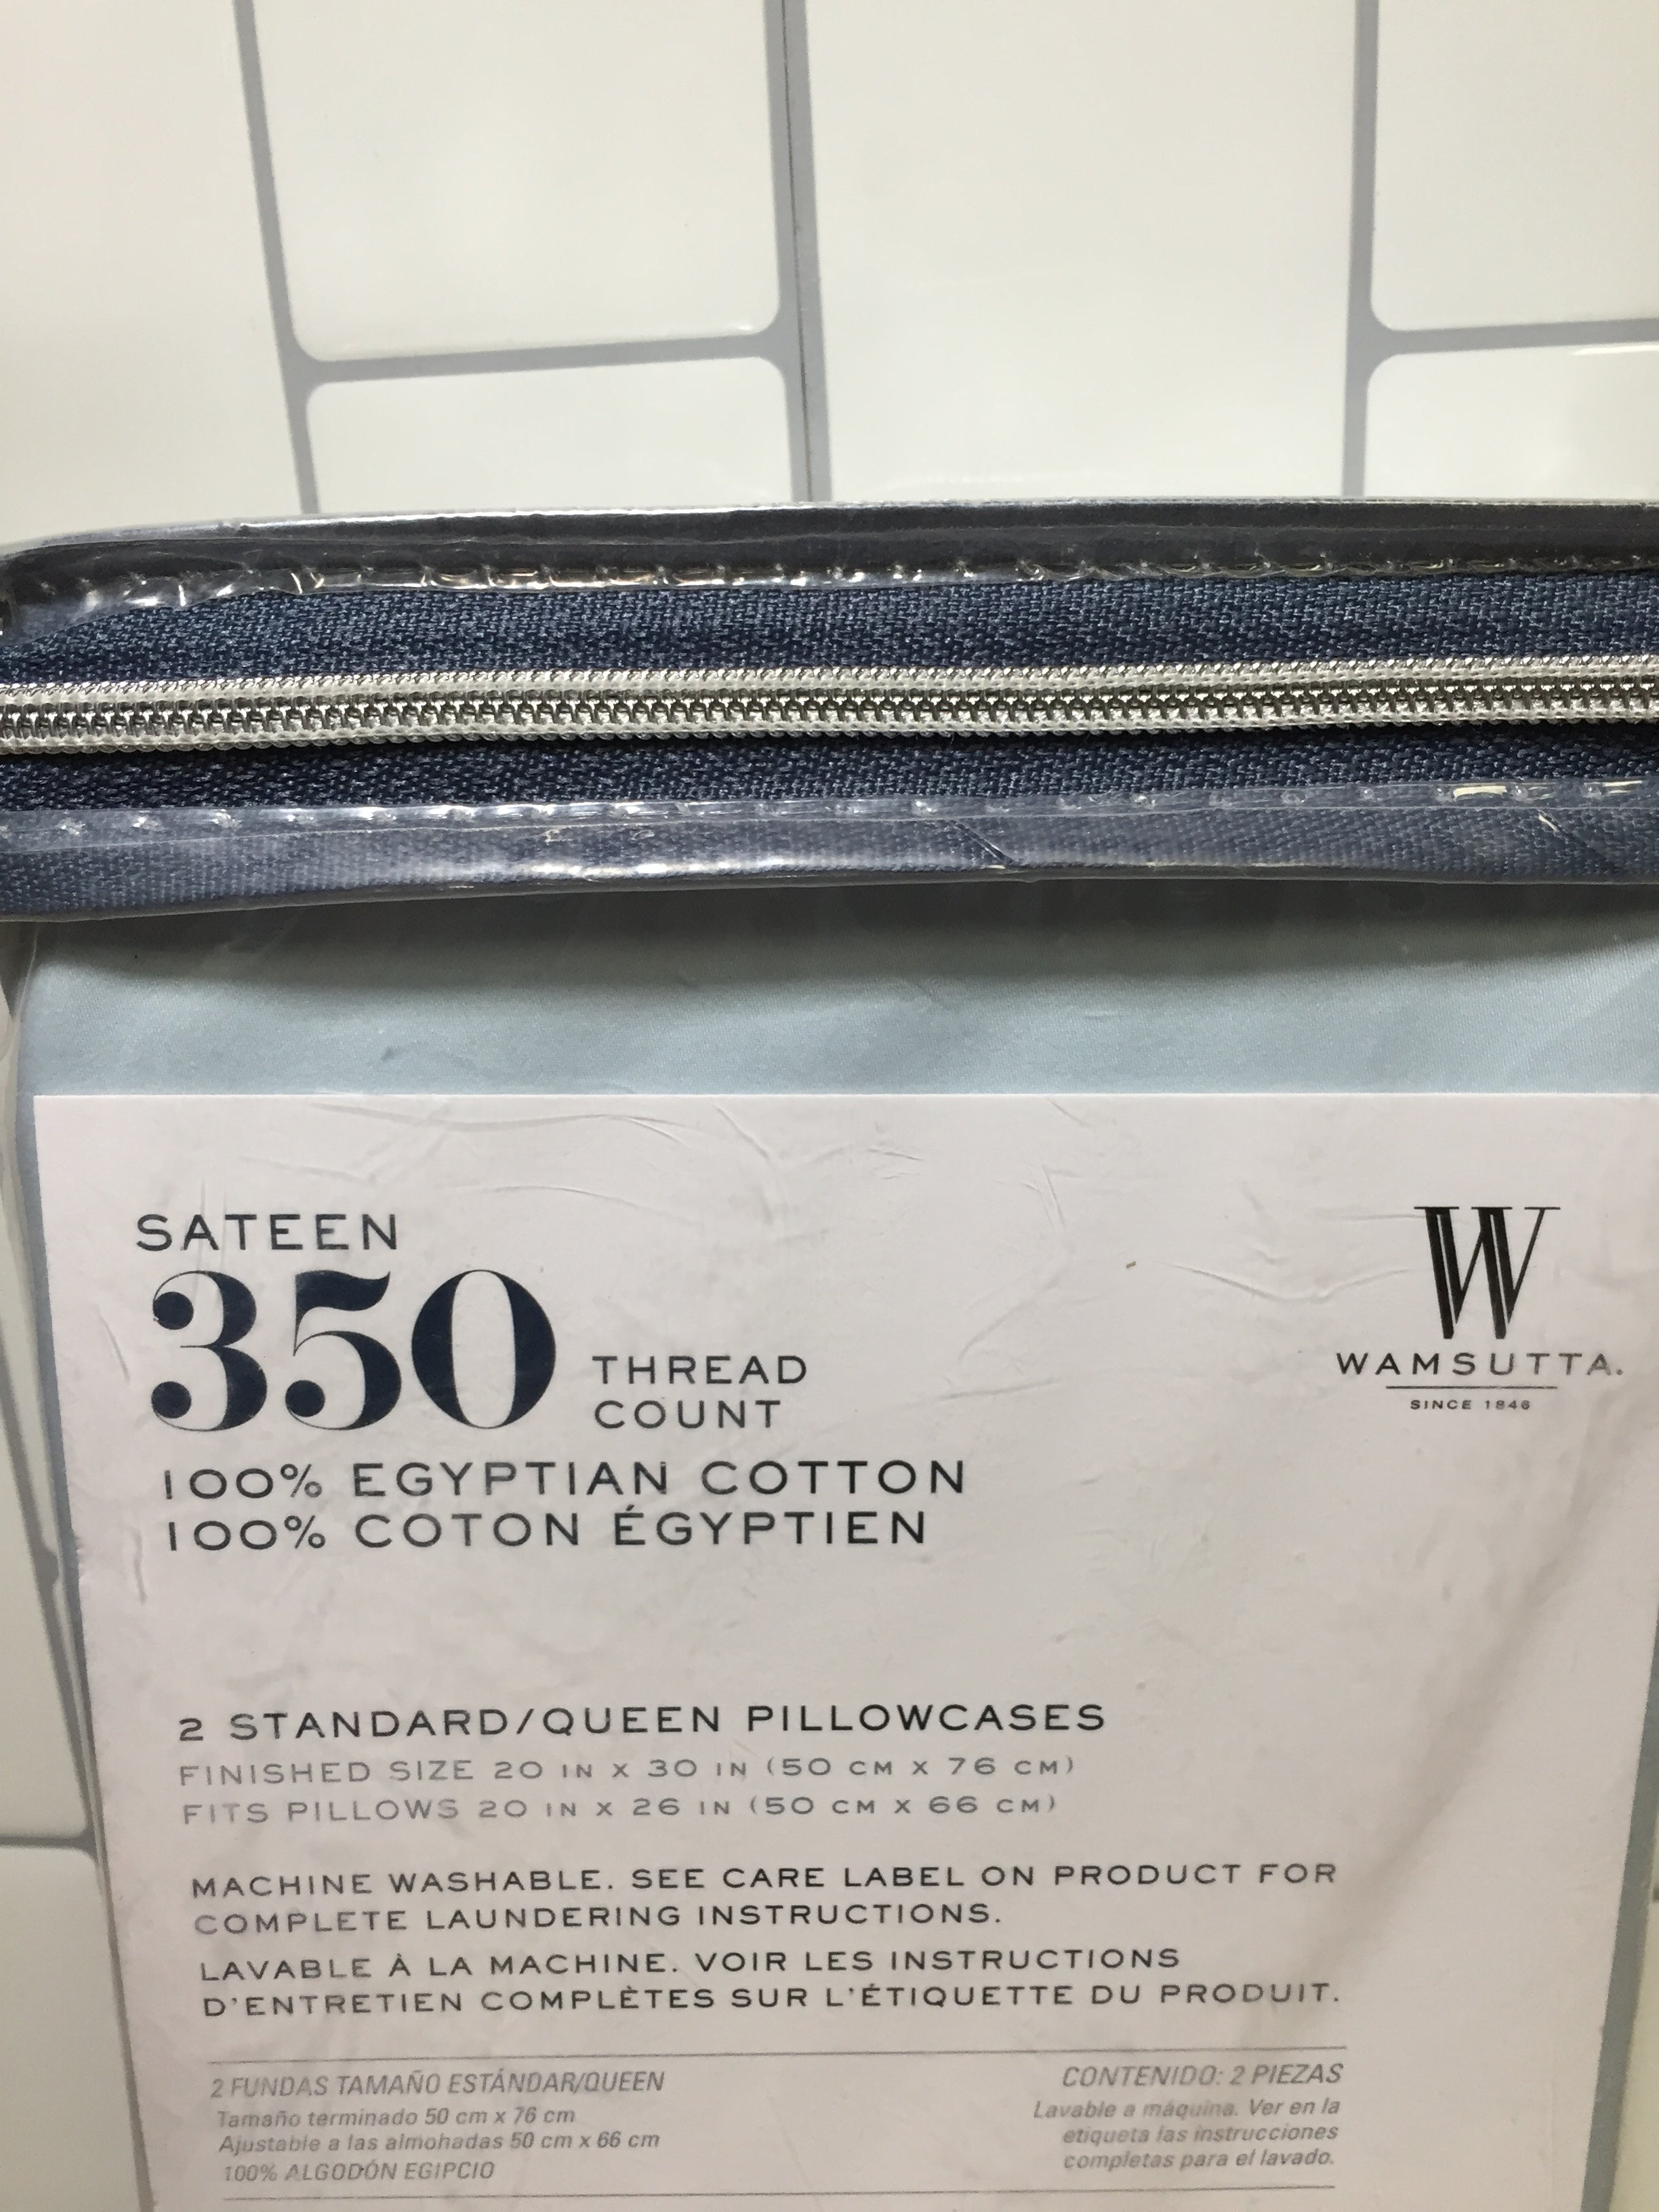 SATEEN
350 THREAD
COUNT
100% EGYPTIAN COTTON
100% COTON ÉGYPTIEN
W
WAMSUTTA.
SINCE 1846
2 STANDARD/QUEEN PILLOWCASES
FINISHED SIZE 20 IN X 30 IN (50 CM X 76 CM)
FITS PILLOWS 20 IN X 26 IN (50 CM X 66 CM)
MACHINE WASHABLE. SEE CARE LABEL ON PRODUCT FOR
COMPLETE LAUNDERING INSTRUCTIONS.
LAVABLE À LA MACHINE. VOIR LES INSTRUCTIONS
D'ENTRETIEN COMPLÈTES SUR L'ÉTIQUETTE DU PRODUIT.
2 FUNDAS TAMAÑO ESTÁNDAR/QUEEN
Tamaño terminado 50 cm x 76 cm
Ajustable a las almohadas 50 cm x 66 cm
100% ALGODÓN EGIPCIO
CONTENIDO: 2 PIEZAS
Lavable a máquina. Ver en la
etiqueta las instrucciones
completas para el lavado.